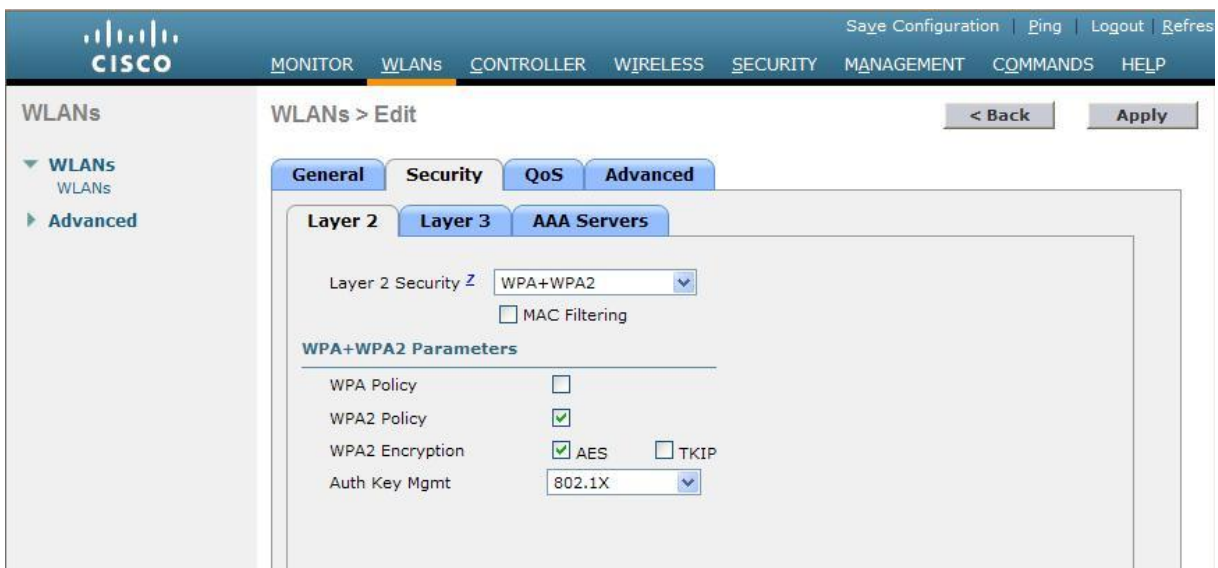 Save Configuration | Ping | Logout | Refres
CISCO
MONITOR WLANs CONTROLLER WIRELESS SECURITY MANAGEMENT COMMANDS HELP
WLANs
WLANs > Edit
< Back
Apply
WLANs
WLANs
Advanced
General Security QoS Advanced
Layer 2 Layer 3 AAA Servers
Layer 2 Security 7 WPA+WPA2
MAC Filtering
WPA+WPA2 Parameters
WPA Policy
WPA2 Policy
WPA2 Encryption AES TKIP
Auth Key Mgmt 802.1X